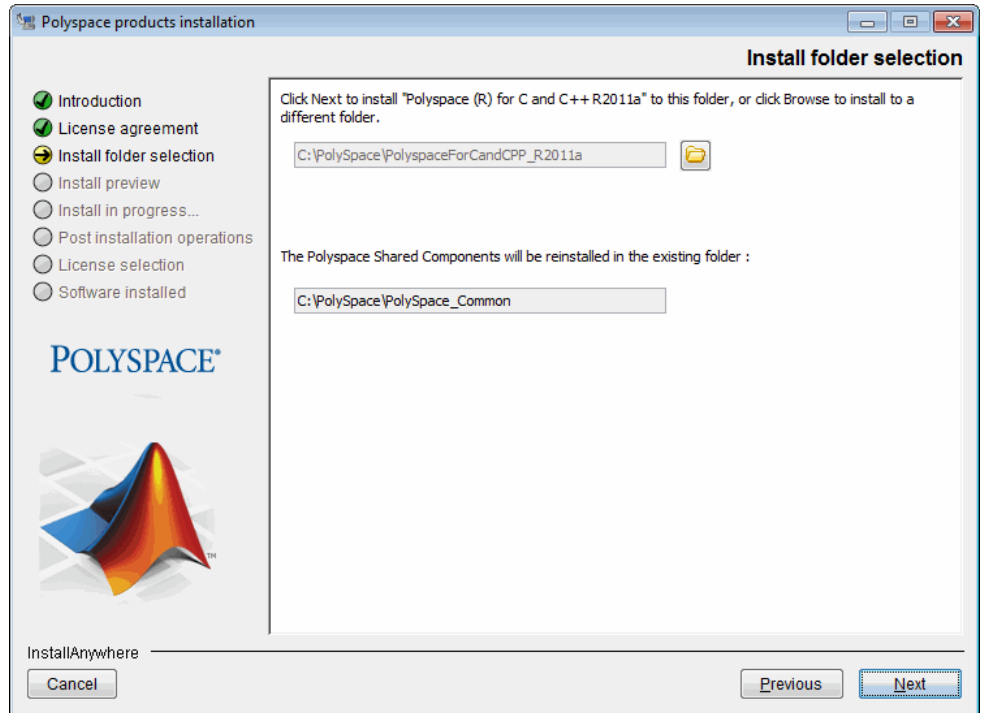 Polyspace products installation
Install folder selection
Introduction
License agreement
Install folder selection
Install preview
Install in progress...
Post installation operations
License selection
Software installed
POLYSPACE®
TM
Click Next to install "Polyspace (R) for C and C++ R2011a" to this folder, or click Browse to install to a
different folder.
C:\PolySpace\PolyspaceForCandCPP_R2011a
The Polyspace Shared Components will be reinstalled in the existing folder :
C:\PolySpace\PolySpace_Common
InstallAnywhere
Cancel
Previous
Next